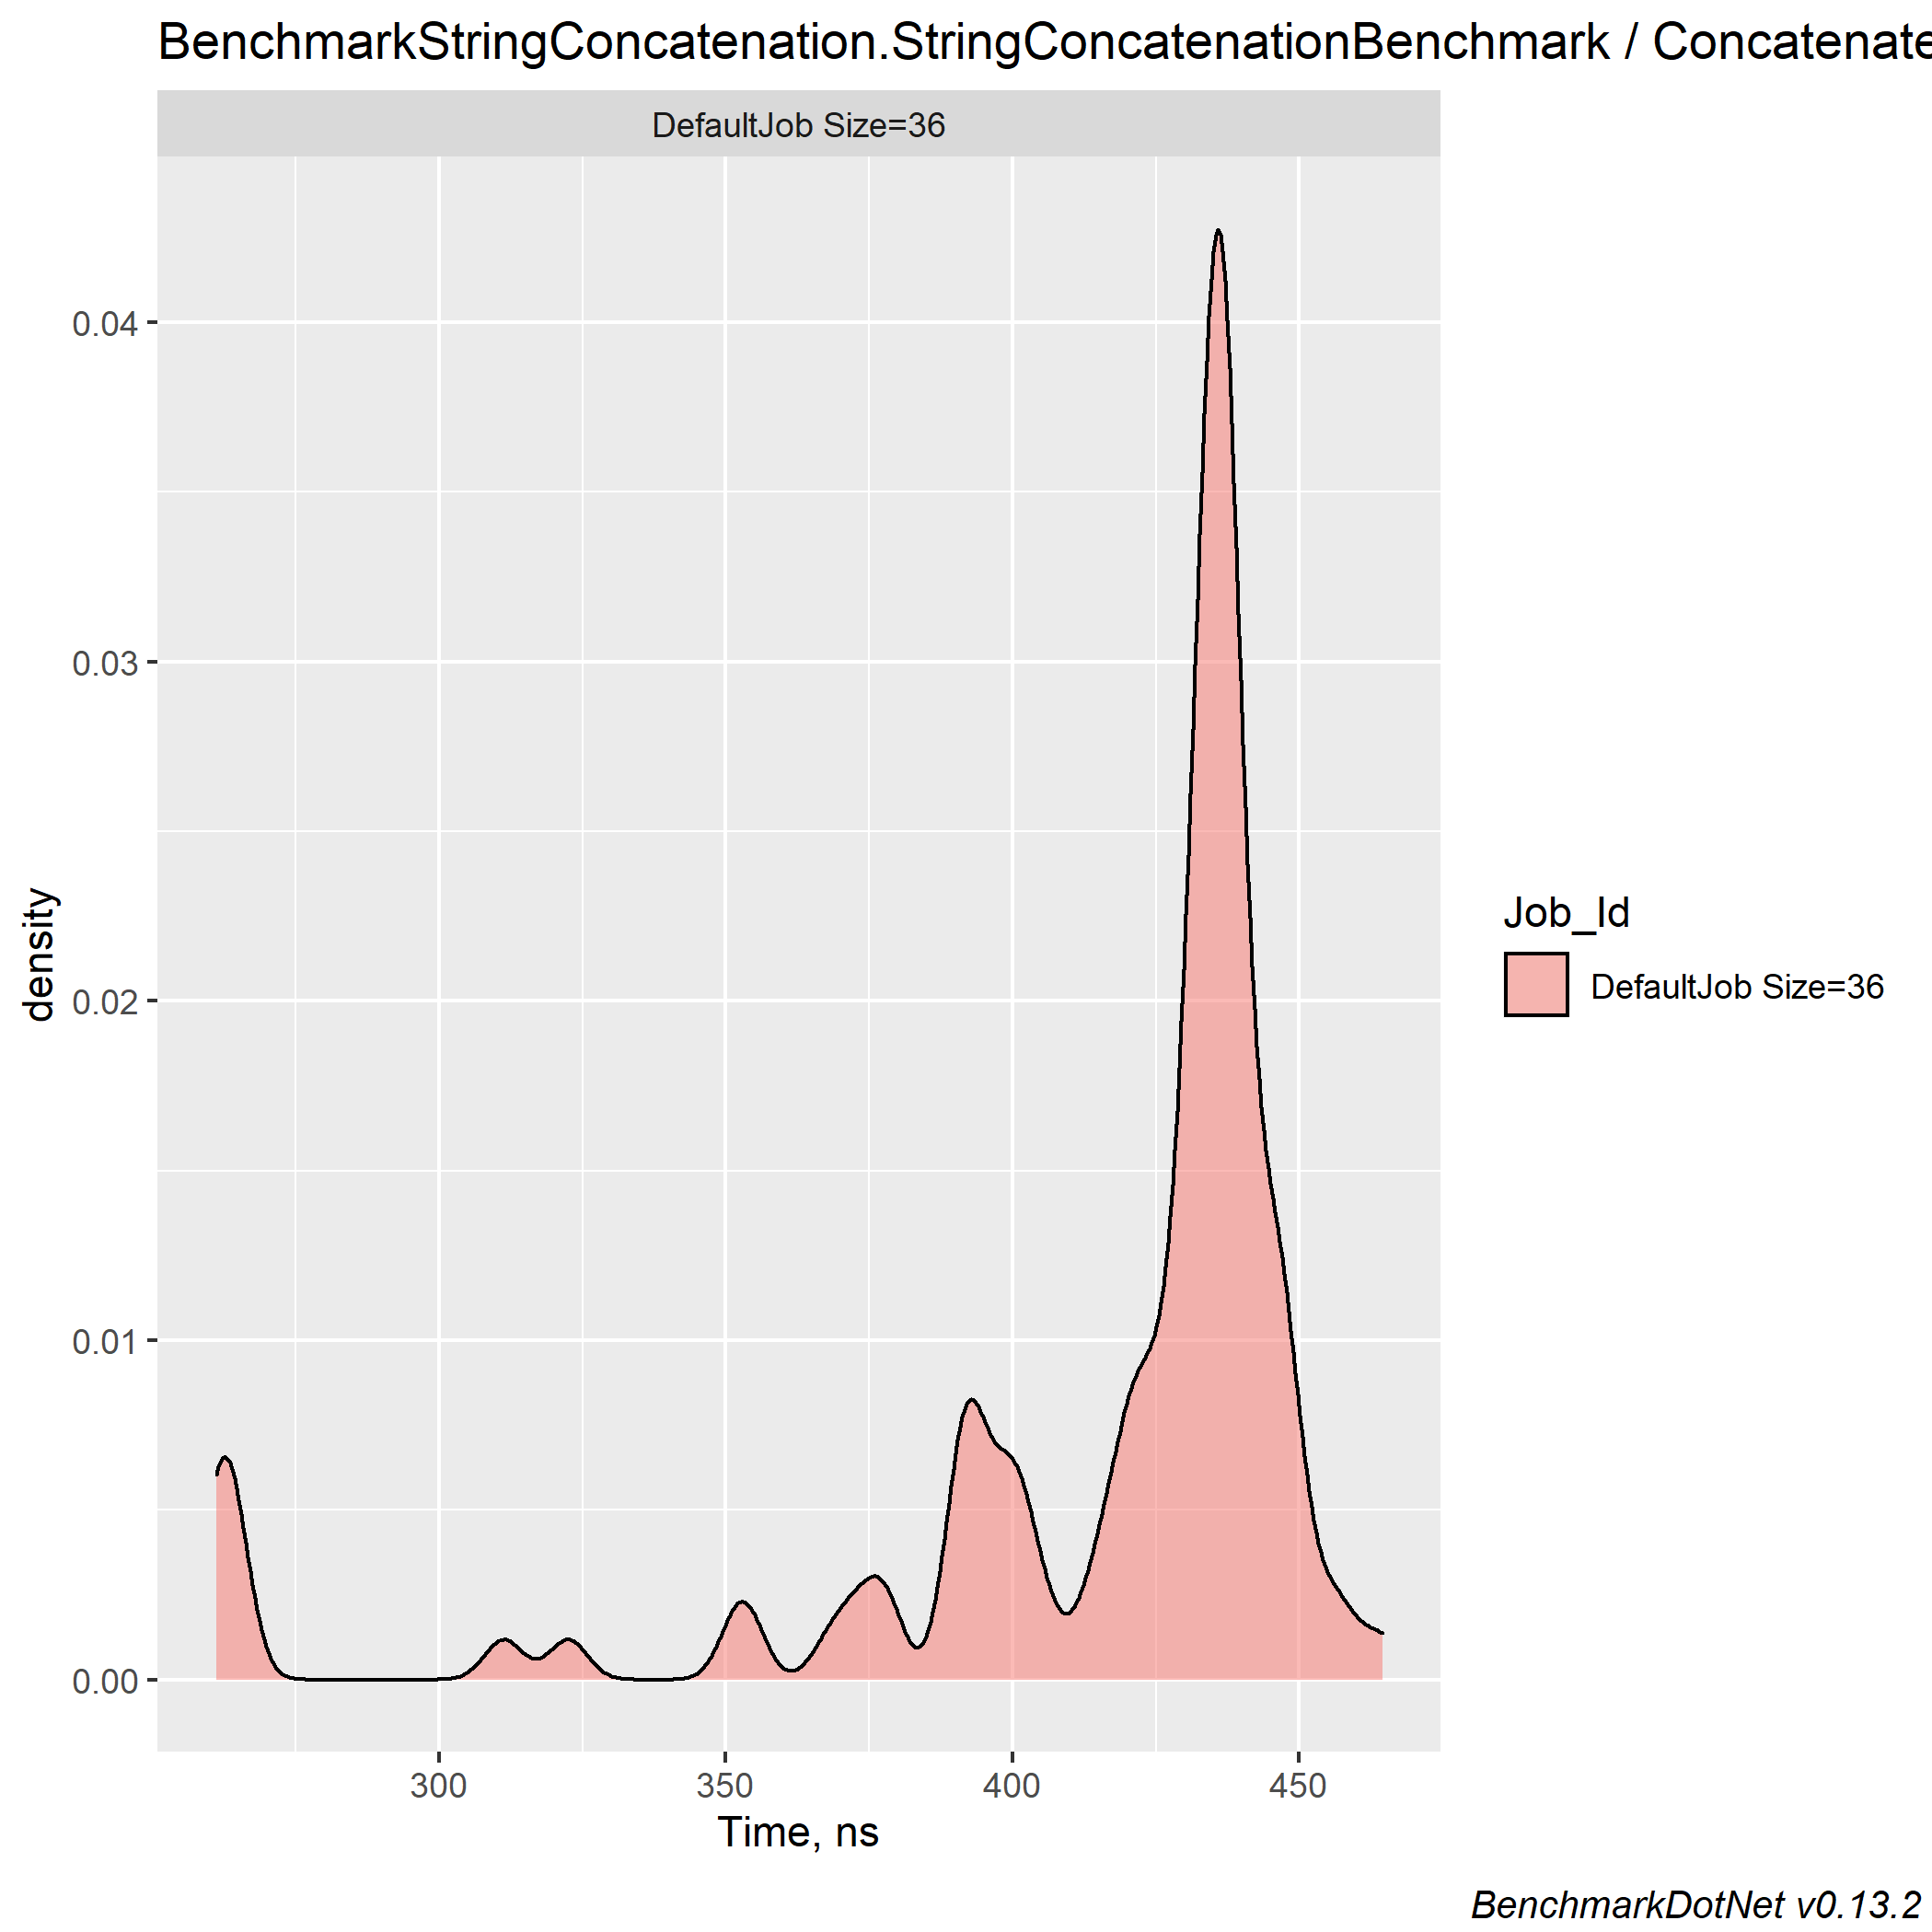 BenchmarkStringConcatenation.StringConcatenationBenchmark / Concatenate
DefaultJob Size=36
0.04
0.03
0.02
0.01
0.00
density
300 350 400 450
Time, ns
Job_Id
DefaultJob Size=36
BenchmarkDotNet v0.13.2